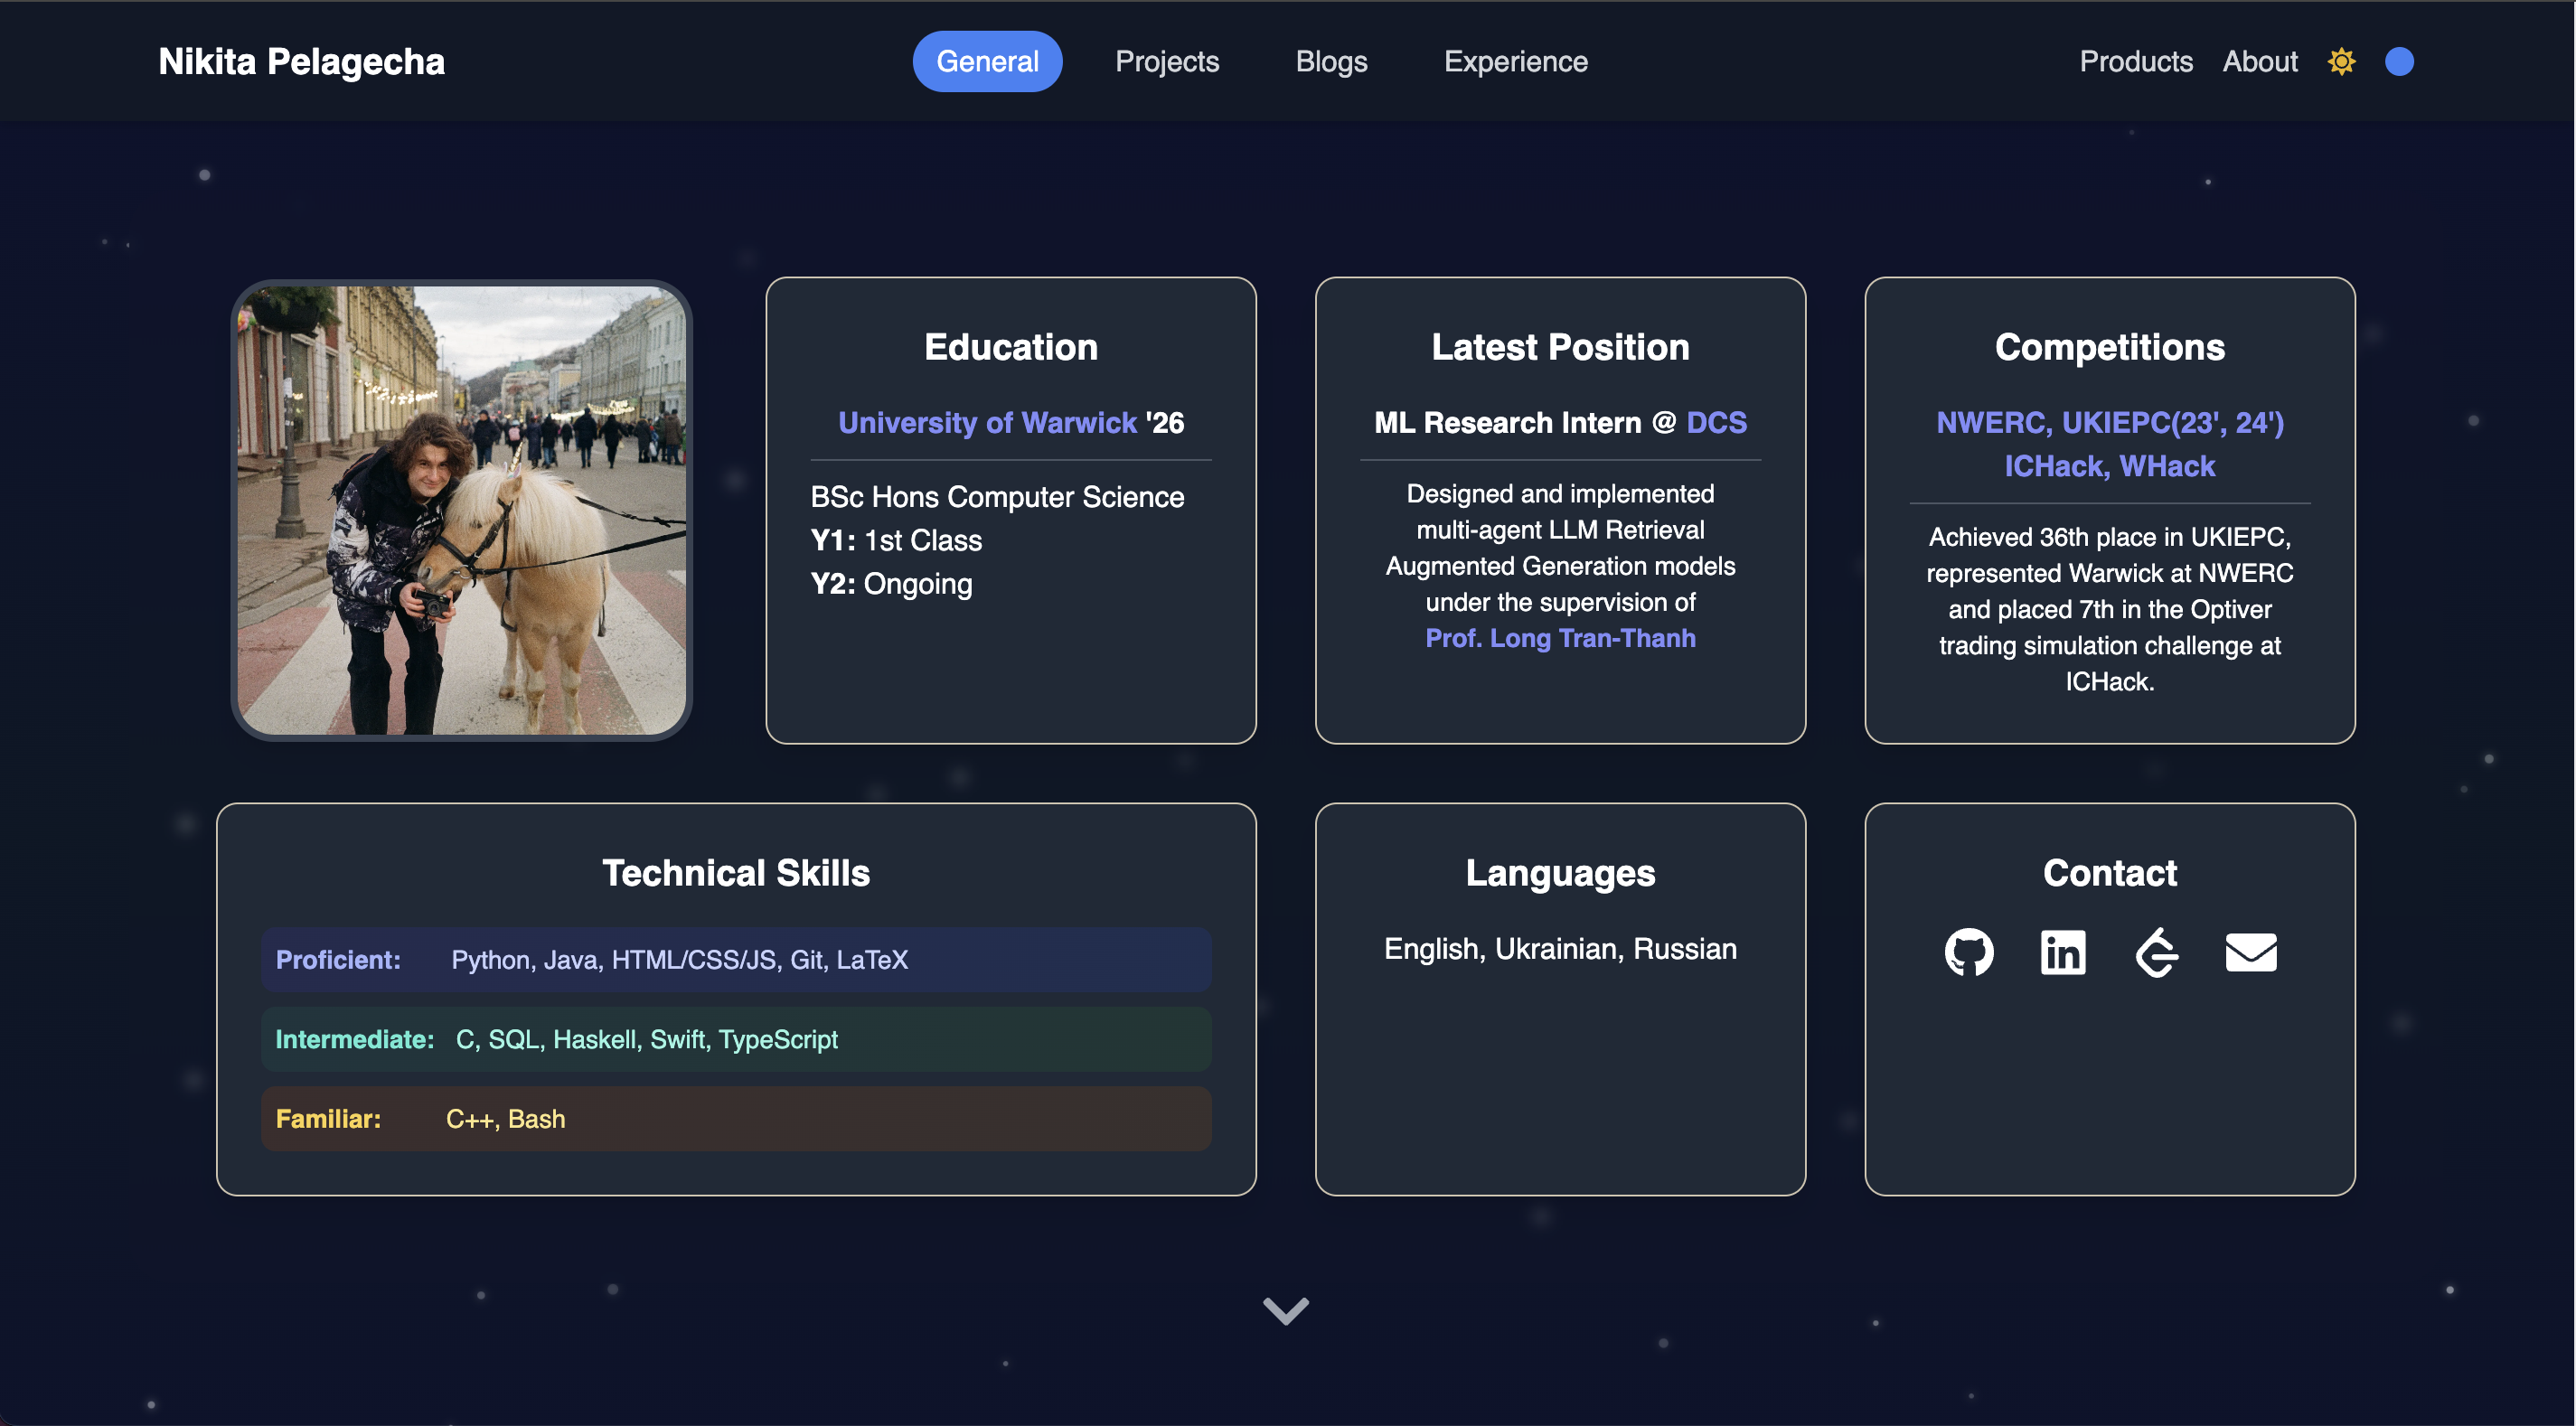 Nikita Pelagecha
General
Projects
Blogs
Experience
Products
About
Education
University of Warwick '26
BSc Hons Computer Science
Y1: 1st Class
Y2: Ongoing
Latest Position
ML Research Intern @ DCS
Designed and implemented
multi-agent LLM Retrieval
Augmented Generation models
under the supervision of
Prof. Long Tran-Thanh
Competitions
NWERC, UKIEPC(23', 24')
ICHack, WHack
Achieved 36th place in UKIEPC,
represented Warwick at NWERC
and placed 7th in the Optiver
trading simulation challenge at
ICHack.
Technical Skills
Proficient: Python, Java, HTML/CSS/JS, Git, LaTeX
Intermediate: C, SQL, Haskell, Swift, TypeScript
Familiar: C++, Bash
Languages
English, Ukrainian, Russian
Contact
in